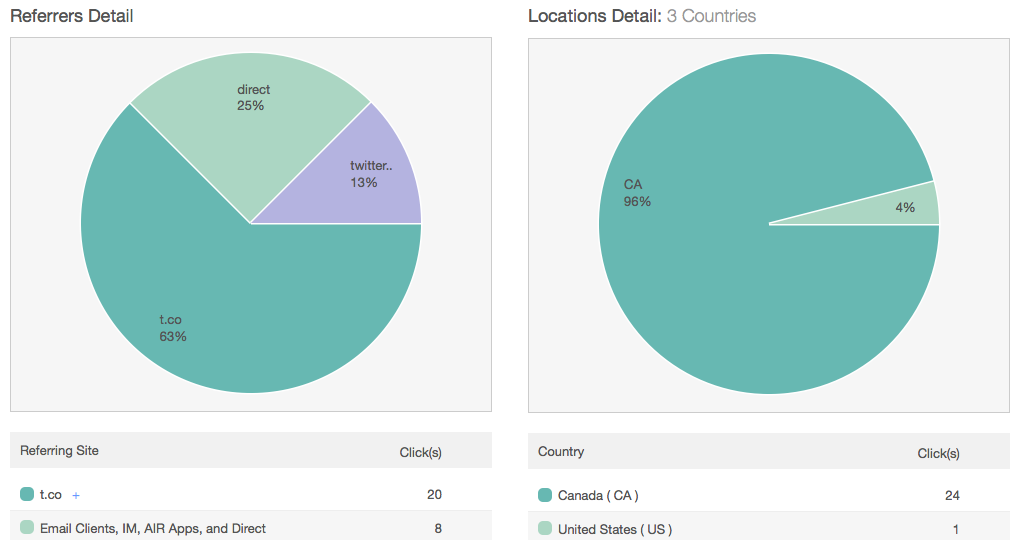 Referrers Detail
direct
25%
twitter..
13%
t.co
63%
Referring Site Click(s)
t.co + 20
Email Clients, IM, AIR Apps, and Direct 8
Locations Detail: 3 Countries
CA
96%
4%
Country Click(s)
Canada ( CA ) 24
United States ( US ) 1